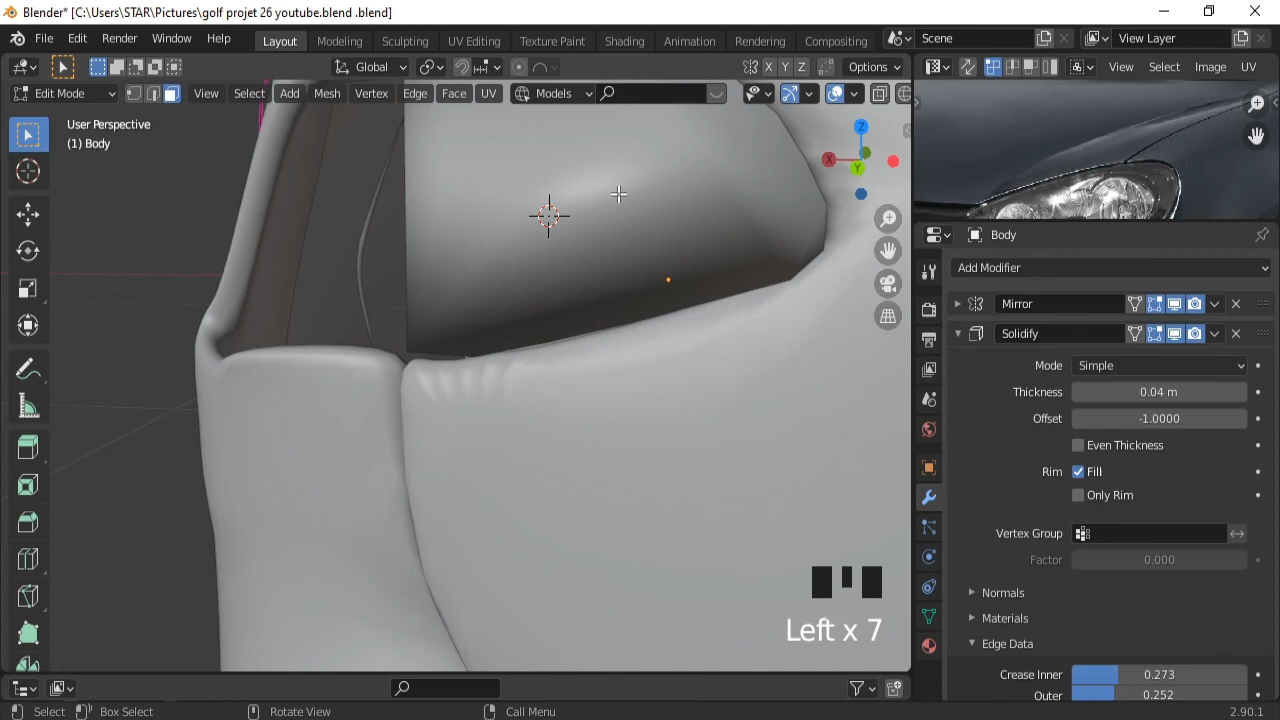 Blender* [C:\Users\STAR\Pictures\golf projet 26 youtube.blend .blend]
File Edit Render Window Help Layout Modeling Sculpting UV Editing Texture Paint Shading Animation Rendering Compositing Scene View Layer
Global Options View Select Image UV
Edit Mode View Select Add Mesh Vertex Edge Face UV Models
User Perspective
(1) Body
Z
X
Y
Body
Add Modifier
Mirror
Solidify
Mode Simple
Thickness 0.04 m
Offset -1.0000
Even Thickness
Rim Fill
Only Rim
Vertex Group
Factor 0.000
Normals
Materials
Edge Data
Crease Inner 0.273
Outer 0.252
Left x 7
Select Box Select Rotate View Call Menu 2.90.1